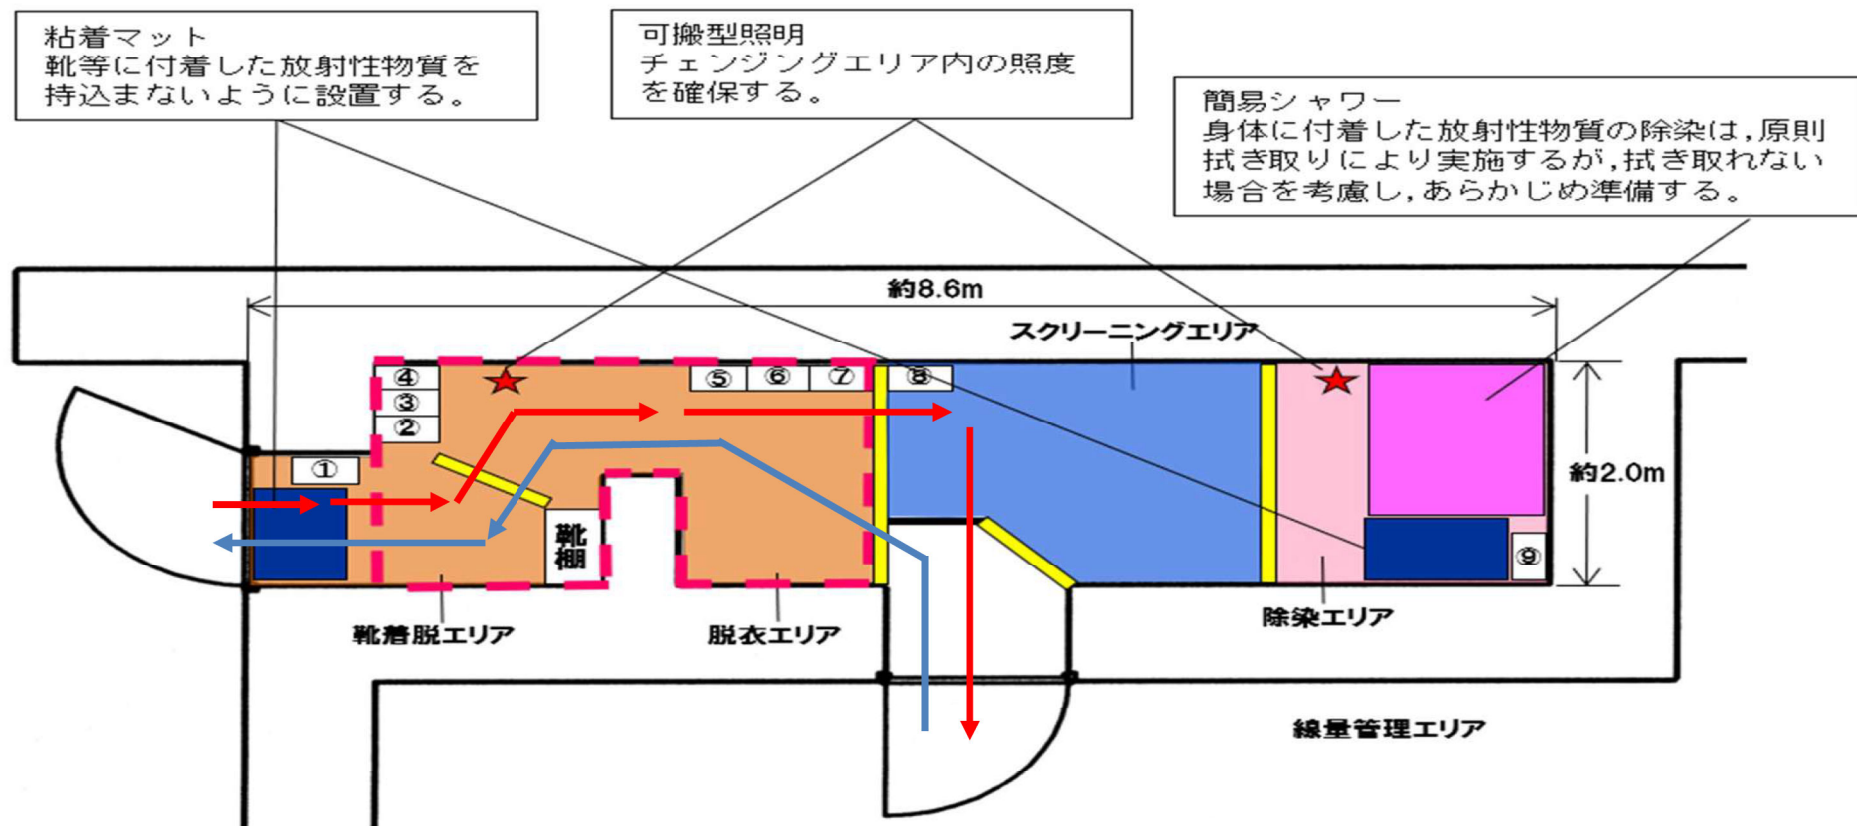 粘着マット
靴等に付着した放射性物質を
持込まないように設置する。
可搬型照明
チェンジングエリア内の照度
を確保する。
簡易シャワー
身体に付着した放射性物質の除染は,原則
拭き取りにより実施するが,拭き取れない
場合を考慮し,あらかじめ準備する。
約8.6m
スクリーニングエリア
④
③
②
①
⑤
⑥
⑦
⑧
約2.0m
靴棚
⑨
靴着脱エリア
脱衣エリア
除染エリア
線量管理エリア